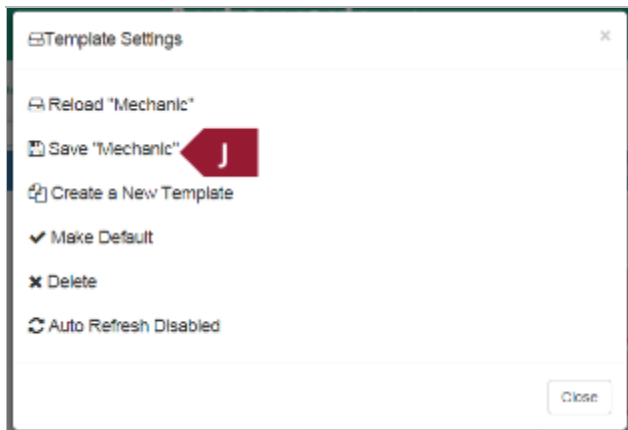 Template Settings
×
Reload "Mechanic"
Save "Mechanic"
J
Create a New Template
Make Default
Delete
Auto Refresh Disabled
Close